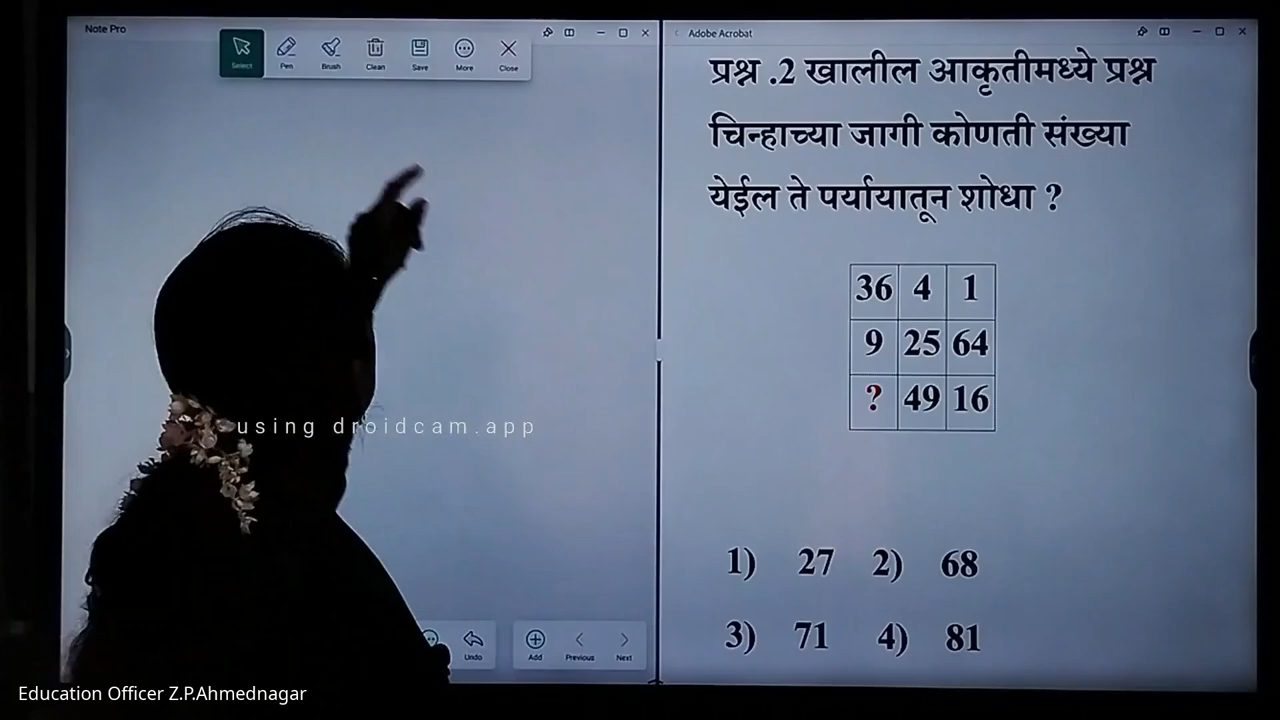 Note Pro
Select Pen Brush Clean Save More Close
Adobe Acrobat
प्रश्न .2 खालील आकृतीमध्ये प्रश्न
चिन्हाच्या जागी कोणती संख्या
येईल ते पर्यायातून शोधा ?
36 4 1
9 25 64
? 49 16
using droidcam.app
1) 27 2) 68
3) 71 4) 81
Undo Add Previous Next
Education Officer Z.P.Ahmednagar